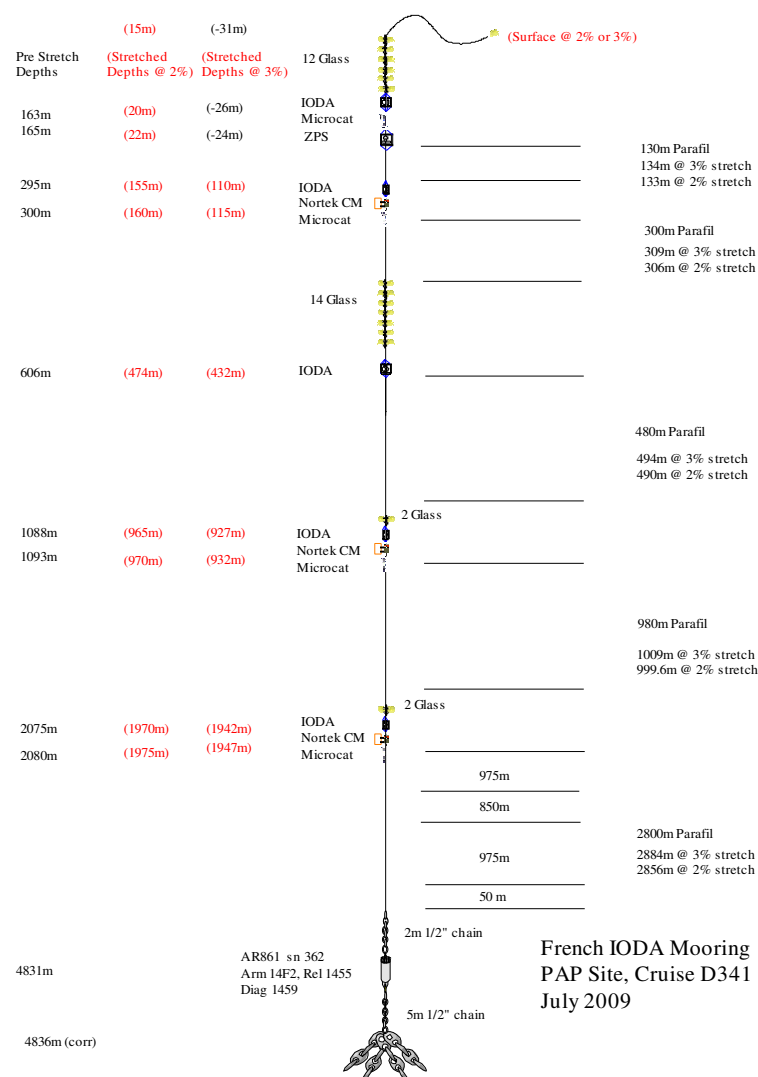 (15m) (-31m)
(Surface @ 2% or 3%)
Pre Stretch (Stretched (Stretched 12 Glass
Depths Depths @ 2%) Depths @ 3%)
163m (20m) (-26m) IODA
Microcat
165m (22m) (-24m) ZPS
130m Parafil
134m @ 3% stretch
133m @ 2% stretch
295m (155m) (110m) IODA
Nortek CM
300m (160m) (115m) Microcat
300m Parafil
309m @ 3% stretch
306m @ 2% stretch
14 Glass
606m (474m) (432m) IODA
480m Parafil
494m @ 3% stretch
490m @ 2% stretch
2 Glass
1088m (965m) (927m) IODA
Nortek CM
1093m (970m) (932m) Microcat
980m Parafil
1009m @ 3% stretch
999.6m @ 2% stretch
2 Glass
2075m (1970m) (1942m) IODA
Nortek CM
2080m (1975m) (1947m) Microcat
975m
850m
2800m Parafil
975m 2884m @ 3% stretch
2856m @ 2% stretch
50 m
2m 1/2" chain
AR861 sn 362
4831m Arm 14F2, Rel 1455
Diag 1459
French IODA Mooring
PAP Site, Cruise D341
July 2009
5m 1/2" chain
4836m (corr)